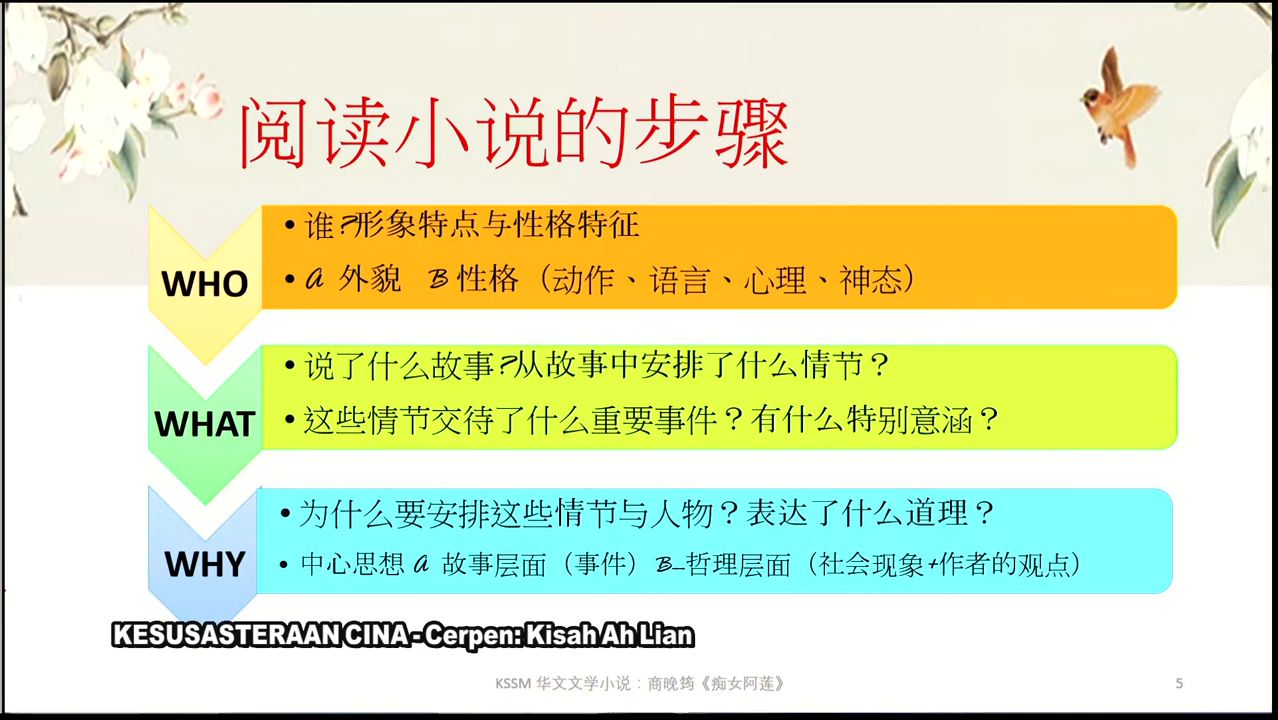 阅读小说的步骤
WHO
• 谁?形象特点与性格特征
• A 外貌 B 性格（动作、语言、心理、神态）
WHAT
• 说了什么故事?从故事中安排了什么情节？
• 这些情节交待了什么重要事件？有什么特别意涵？
WHY
• 为什么要安排这些情节与人物？表达了什么道理？
• 中心思想 A 故事层面（事件）B_哲理层面（社会现象+作者的观点）
KESUSASTERAAN CINA - Cerpen: Kisah Ah Lian
KSSM 华文文学小说：商晚筠《痴女阿莲》
5